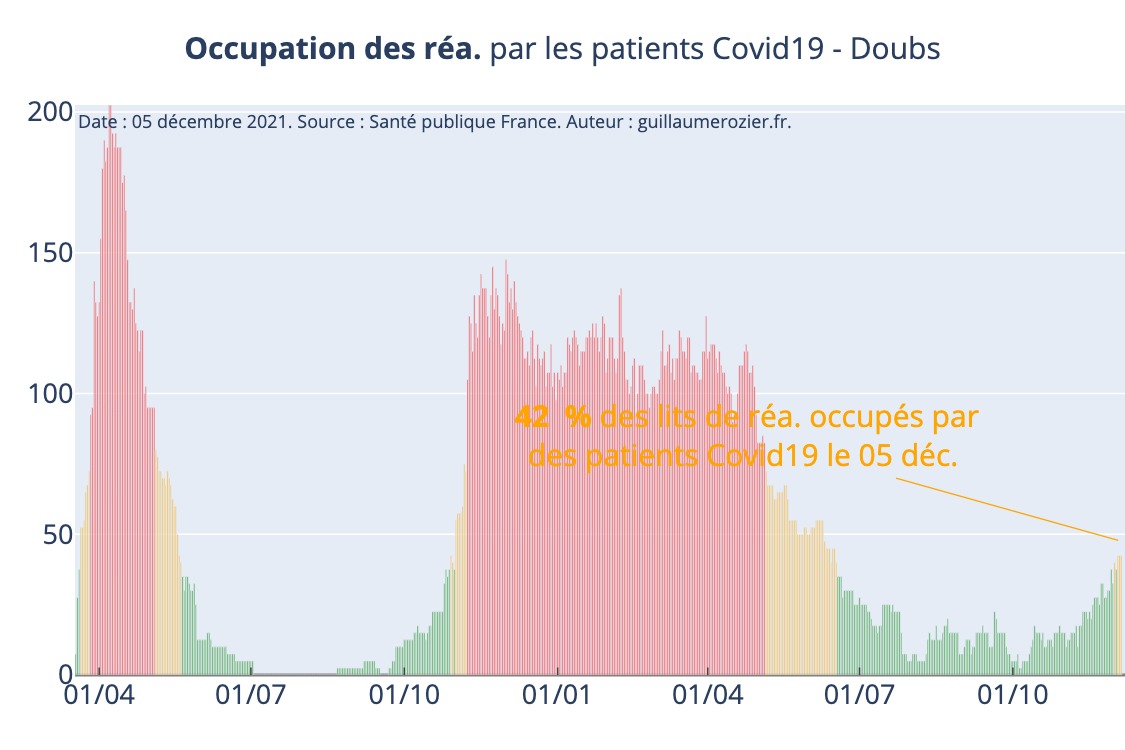 Occupation des réa. par les patients Covid19 - Doubs
200
Date : 05 décembre 2021. Source : Santé publique France. Auteur : guillaumerozier.fr.
150
100
42 % des lits de réa. occupés par
des patients Covid19 le 05 déc.
50
0
01/04 01/07 01/10 01/01 01/04 01/07 01/10